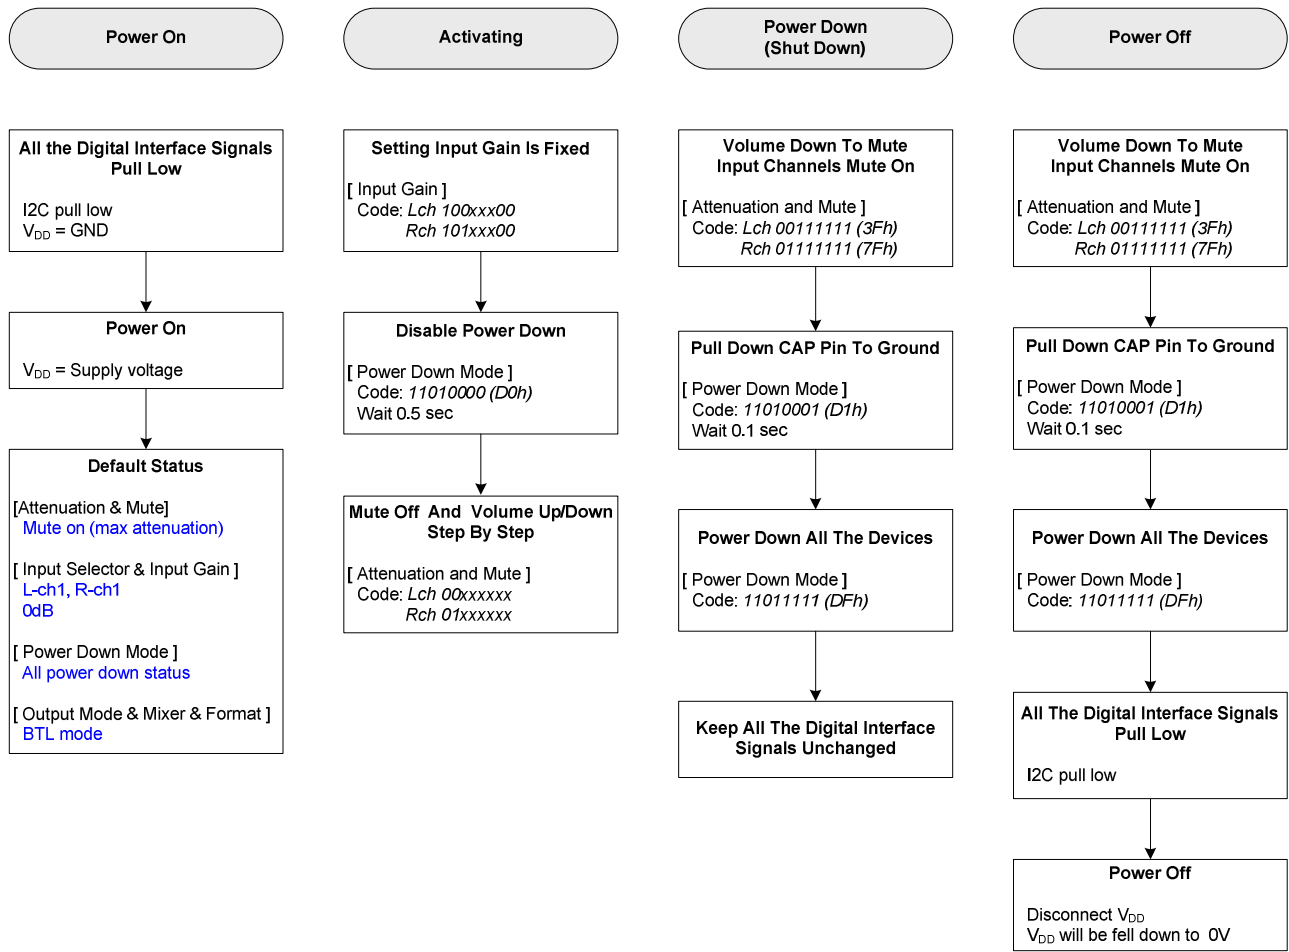 Power On
All the Digital Interface Signals
Pull Low
I2C pull low
VDD = GND
Power On
VDD = Supply voltage
Default Status
[Attenuation & Mute]
Mute on (max attenuation)
[ Input Selector & Input Gain ]
L-ch1, R-ch1
0dB
[ Power Down Mode ]
All power down status
[ Output Mode & Mixer & Format ]
BTL mode
Activating
Setting Input Gain Is Fixed
[ Input Gain ]
Code: Lch 100xxx00
Rch 101xxx00
Disable Power Down
[ Power Down Mode ]
Code: 11010000 (D0h)
Wait 0.5 sec
Mute Off And Volume Up/Down
Step By Step
[ Attenuation and Mute ]
Code: Lch 00xxxxxx
Rch 01xxxxxx
Power Down
(Shut Down)
Volume Down To Mute
Input Channels Mute On
[ Attenuation and Mute ]
Code: Lch 00111111 (3Fh)
Rch 01111111 (7Fh)
Pull Down CAP Pin To Ground
[ Power Down Mode ]
Code: 11010001 (D1h)
Wait 0.1 sec
Power Down All The Devices
[ Power Down Mode ]
Code: 11011111 (DFh)
Keep All The Digital Interface
Signals Unchanged
Power Off
Volume Down To Mute
Input Channels Mute On
[ Attenuation and Mute ]
Code: Lch 00111111 (3Fh)
Rch 01111111 (7Fh)
Pull Down CAP Pin To Ground
[ Power Down Mode ]
Code: 11010001 (D1h)
Wait 0.1 sec
Power Down All The Devices
[ Power Down Mode ]
Code: 11011111 (DFh)
All The Digital Interface Signals
Pull Low
I2C pull low
Power Off
Disconnect VDD
VDD will be fell down to 0V